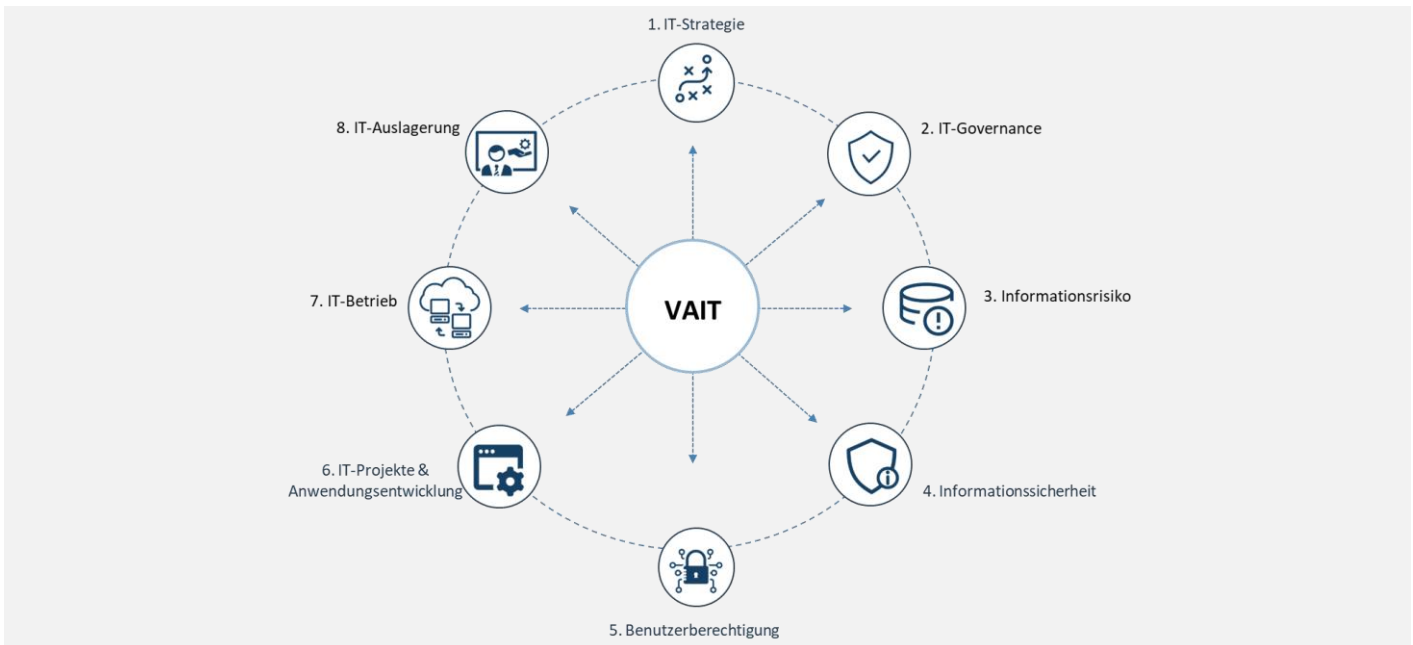 1. IT-Strategie
2. IT-Governance
3. Informationsrisiko
4. Informationssicherheit
5. Benutzerberechtigung
6. IT-Projekte &
Anwendungsentwicklung
7. IT-Betrieb
8. IT-Auslagerung
VAIT